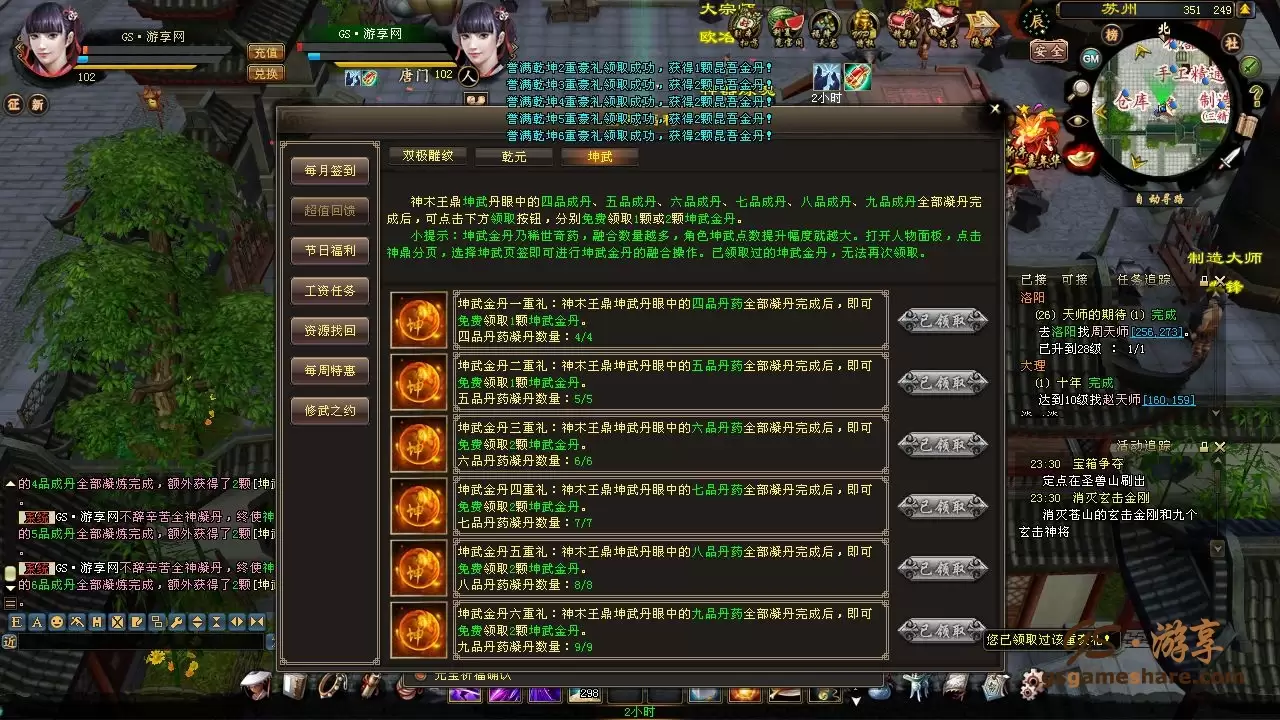 GS·游享网
102
充值
兑换
GS·游享网
唐门 102
人
征 新
大宗师
2小时
苏州 351 249
辰
安全
榜
北
社
GM
仓库
自动寻路
誉满乾坤2重豪礼领取成功，获得1颗昆吾金丹！
誉满乾坤3重豪礼领取成功，获得2颗昆吾金丹！
誉满乾坤4重豪礼领取成功，获得2颗昆吾金丹！
誉满乾坤5重豪礼领取成功，获得2颗昆吾金丹！
誉满乾坤6重豪礼领取成功，获得2颗昆吾金丹！
每月签到
超值回馈
节日福利
工资任务
资源找回
每周特惠
修武之约
双极雕纹 乾元 坤武
神木王鼎坤武丹眼中的四品成丹、五品成丹、六品成丹、七品成丹、八品成丹、九品成丹全部凝丹完
成后，可点击下方领取按钮，分别免费领取1颗或2颗坤武金丹。
小提示：坤武金丹乃稀世奇药，融合数量越多，角色坤武点数提升幅度就越大。打开人物面板，点击
神鼎分页，选择坤武页签即可进行坤武金丹的融合操作。已领取过的坤武金丹，无法再次领取。
坤武金丹一重礼：神木王鼎坤武丹眼中的四品丹药全部凝丹完成后，即可
免费领取1颗坤武金丹。
四品丹药凝丹数量：4/4
已领取
坤武金丹二重礼：神木王鼎坤武丹眼中的五品丹药全部凝丹完成后，即可
免费领取1颗坤武金丹。
五品丹药凝丹数量：5/5
已领取
坤武金丹三重礼：神木王鼎坤武丹眼中的六品丹药全部凝丹完成后，即可
免费领取2颗坤武金丹。
六品丹药凝丹数量：6/6
已领取
坤武金丹四重礼：神木王鼎坤武丹眼中的七品丹药全部凝丹完成后，即可
免费领取2颗坤武金丹。
七品丹药凝丹数量：7/7
已领取
坤武金丹五重礼：神木王鼎坤武丹眼中的八品丹药全部凝丹完成后，即可
免费领取2颗坤武金丹。
八品丹药凝丹数量：8/8
已领取
坤武金丹六重礼：神木王鼎坤武丹眼中的九品丹药全部凝丹完成后，即可
免费领取2颗坤武金丹。
九品丹药凝丹数量：9/9
已领取
制造大师
已接 可接 任务追踪
洛阳
(26) 天师的期待(1) 完成
去洛阳找周天师[256,273]。
已升到28级 ： 1/1
大理
(1) 十年 完成
达到10级找赵天师[160,159]
活动追踪
23:30 宝箱争夺
定点在圣兽山刷出
23:30 消灭玄击金刚
消灭苍山的玄击金刚和九个
玄击神将
的4品成丹全部凝炼完成，额外获得了2颗[坤武
。
系统 GS·游享网不辞辛苦全神凝丹，终使神
的5品成丹全部凝炼完成，额外获得了2颗[坤武
。
系统 GS·游享网不辞辛苦全神凝丹，终使神
的6品成丹全部凝炼完成，额外获得了2颗[坤武
。
近
您已领取过该重
游享
gsgameshare.com
元宝祈福确认
298
2小时